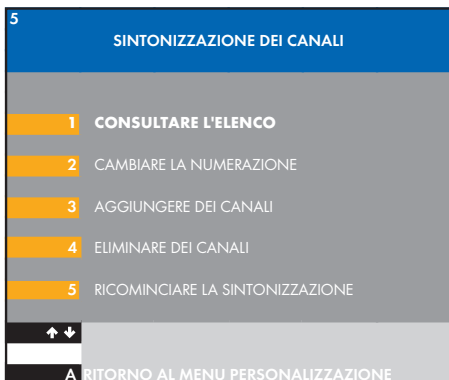 5
SINTONIZZAZIONE DEI CANALI
1 CONSULTARE L'ELENCO
2 CAMBIARE LA NUMERAZIONE
3 AGGIUNGERE DEI CANALI
4 ELIMINARE DEI CANALI
5 RICOMINCIARE LA SINTONIZZAZIONE
A RITORNO AL MENU PERSONALIZZAZIONE